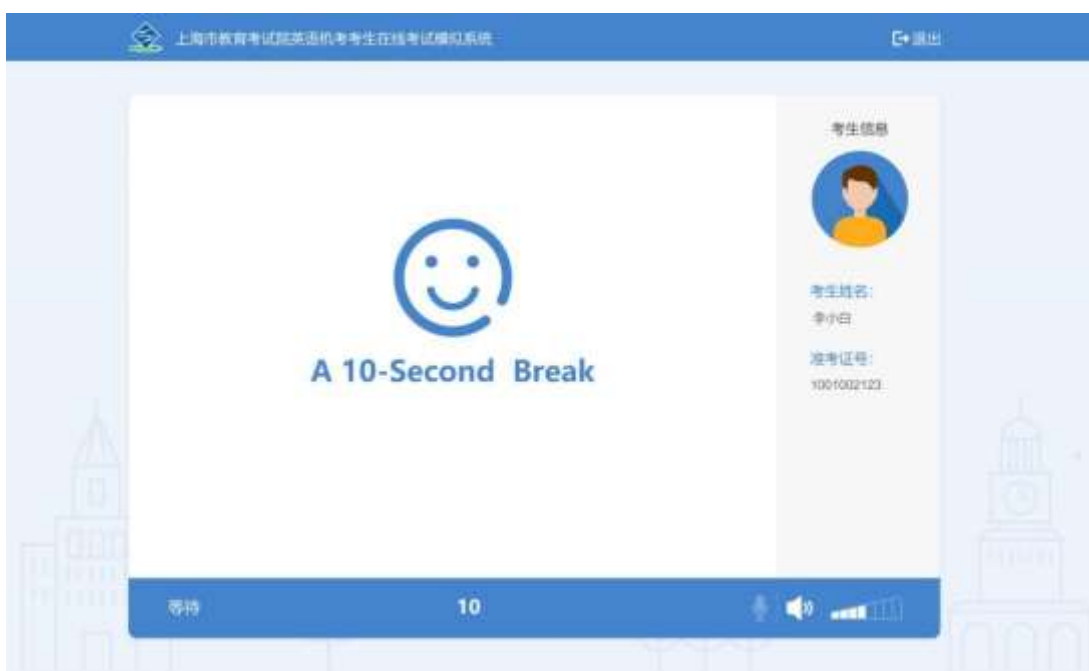 上海市教育考试院英语机考考生在线考试模拟系统
退出
考生信息
A 10-Second Break
考生姓名:
李小白
准考证号:
1001002123
等待
10